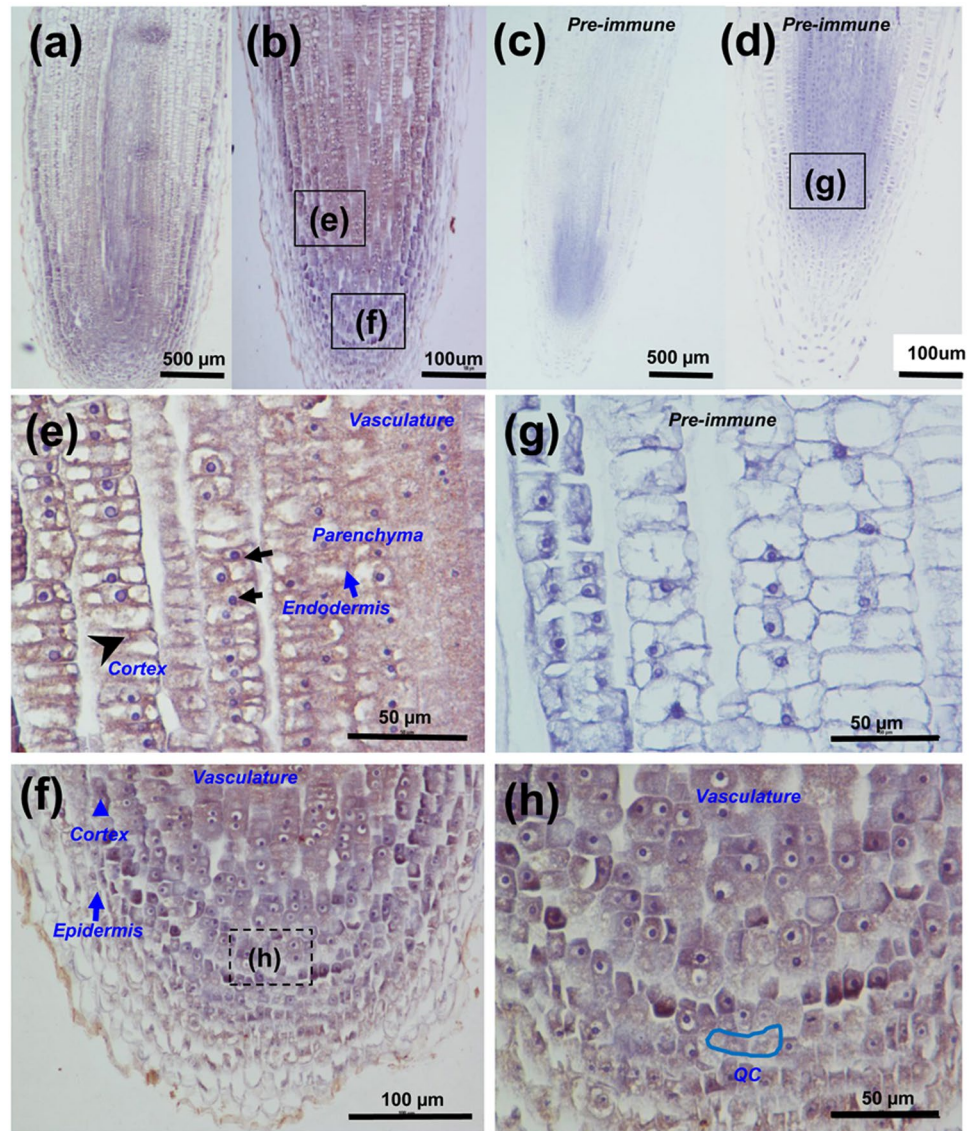 (a)
500 µm
(b)
(e)
(f)
100um
Pre-immune
(c)
500 µm
Pre-immune
(d)
(g)
100um
(e)
Vasculature
Parenchyma
Endodermis
Cortex
50 µm
(g)
Pre-immune
50 µm
(f)
Vasculature
Cortex
Epidermis
(h)
100 µm
(h)
Vasculature
QC
50 µm